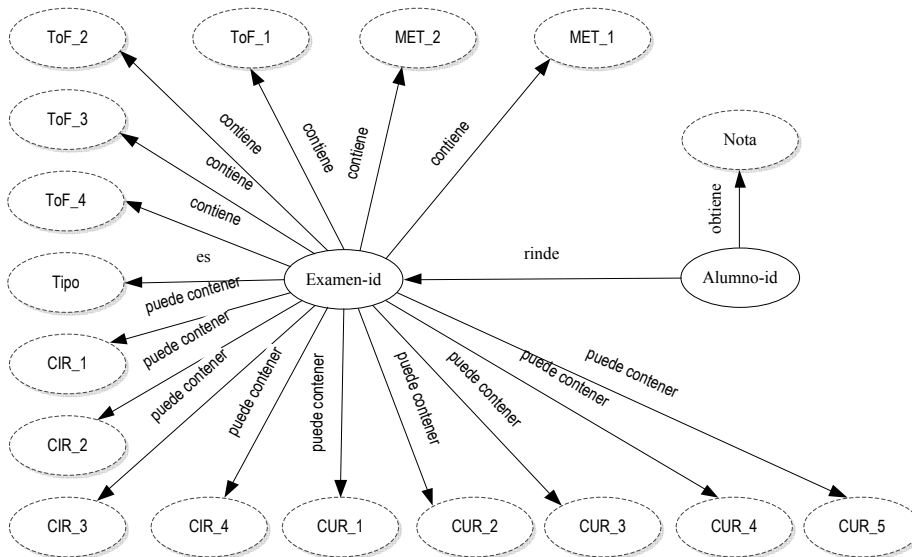 ToF_2
ToF_1
MET_2
MET_1
ToF_3
contiene
contiene
contiene
contiene
Nota
contiene
ToF_4
contiene
obtiene
es
rinde
Tipo
Examen-id
Alumno-id
puede contener
CIR_1
puede contener
puede contener
puede contener
puede contener
puede contener
puede contener
puede contener
puede contener
CIR_2
CIR_3
CIR_4
CUR_1
CUR_2
CUR_3
CUR_4
CUR_5